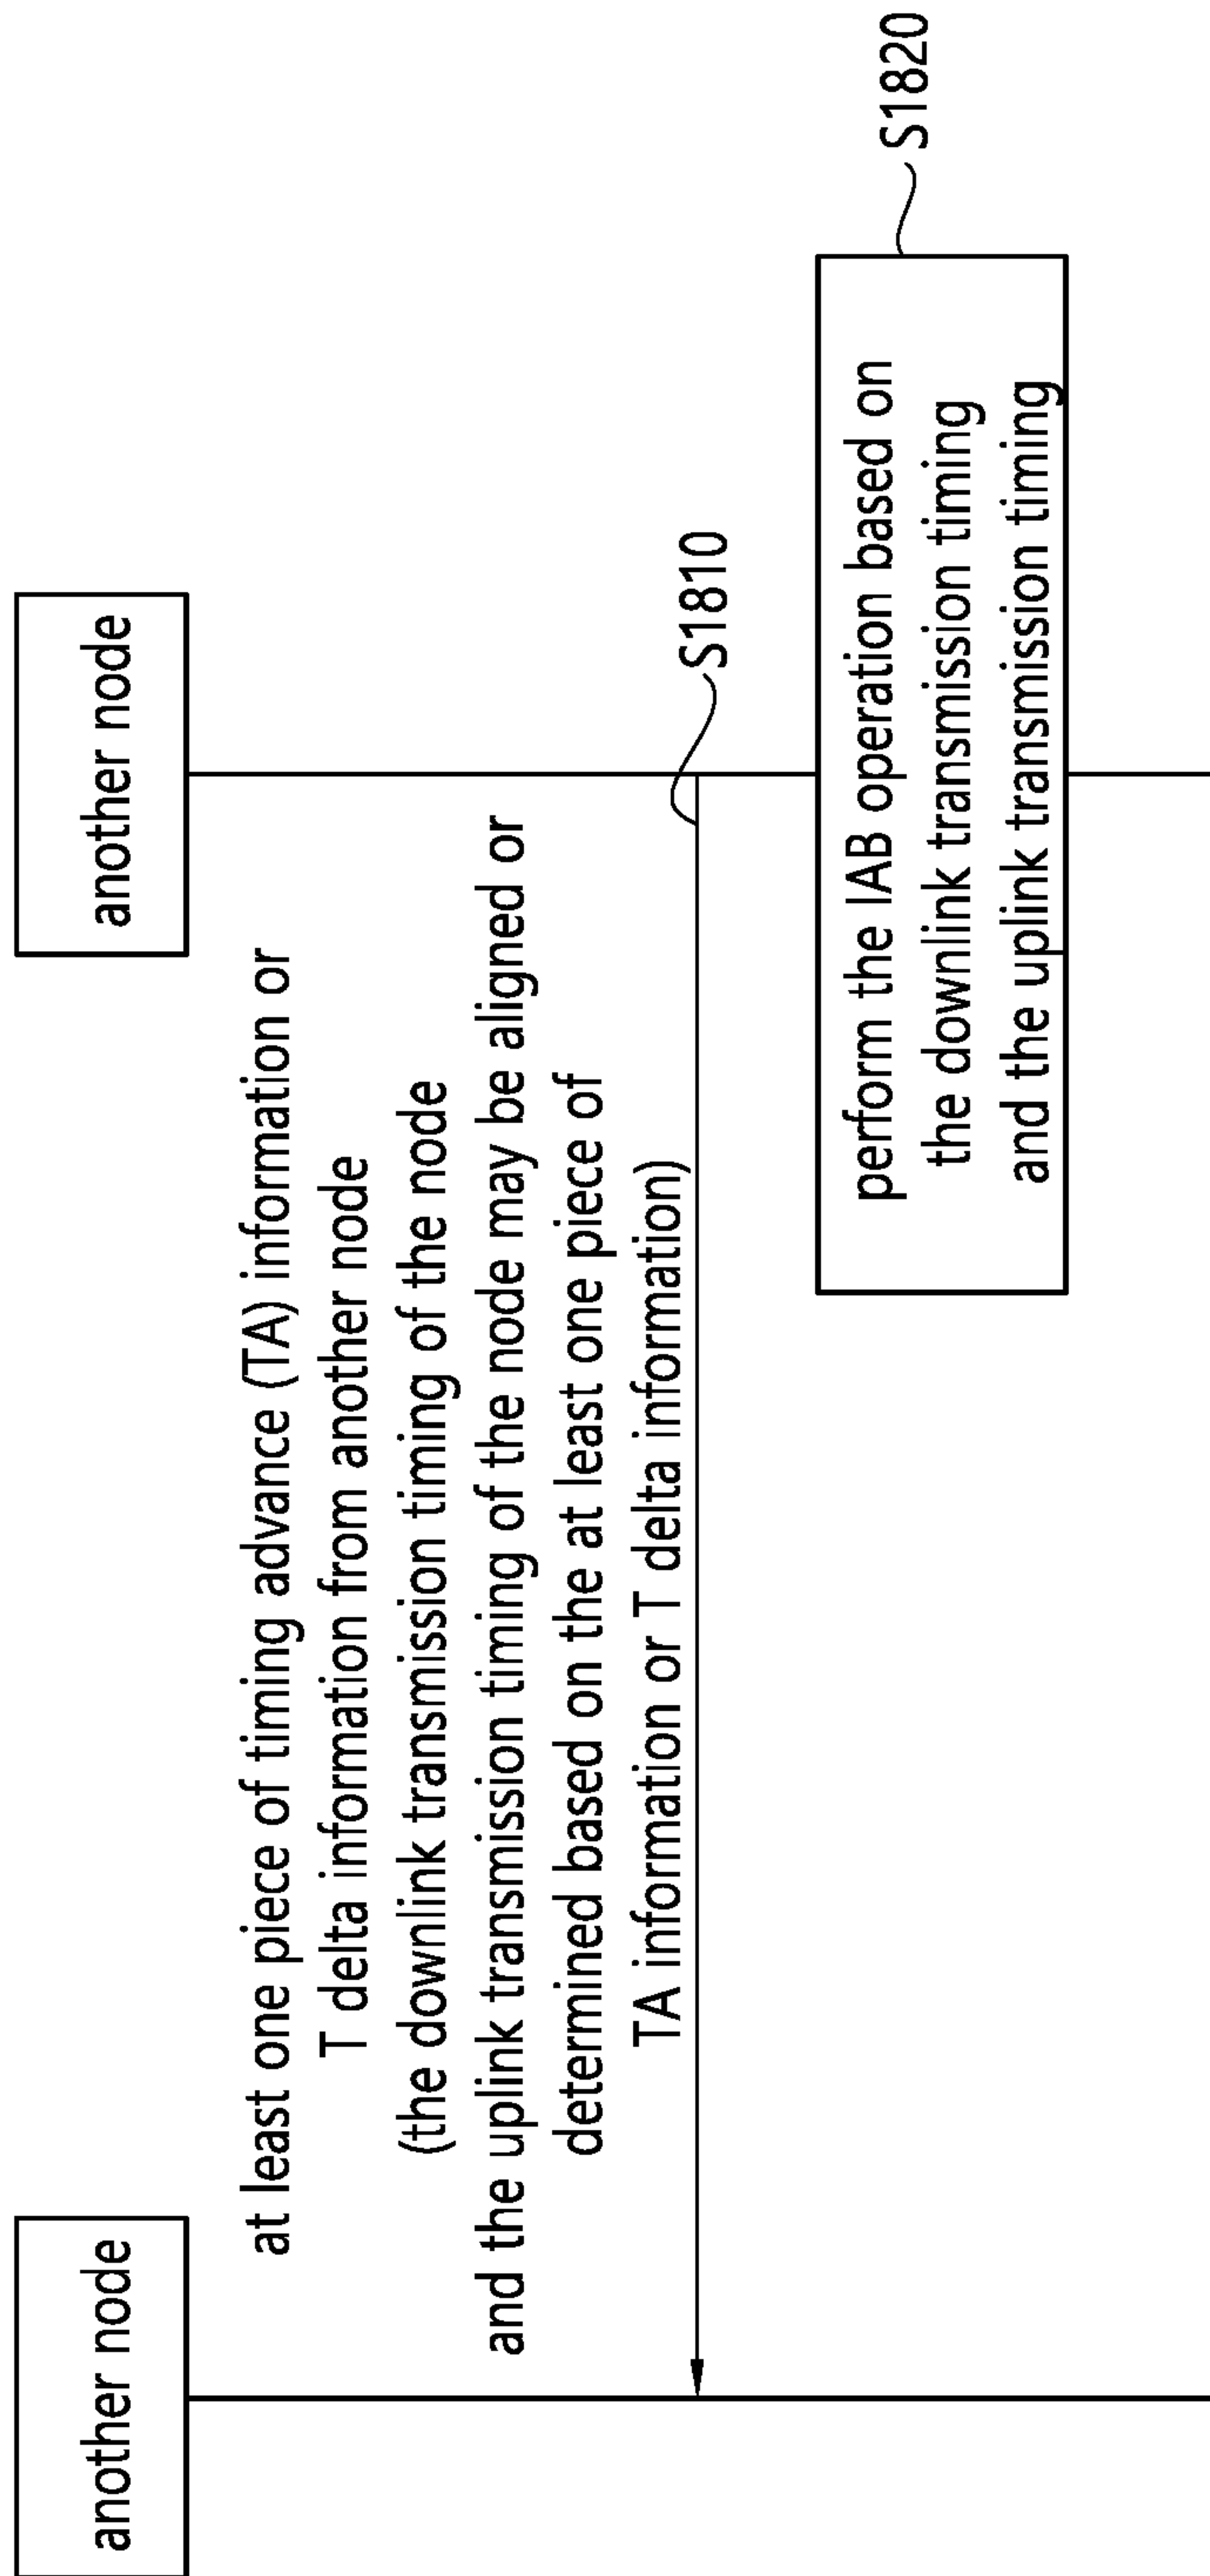 another node
another node
at least one piece of timing advance (TA) information or
T delta information from another node
(the downlink transmission timing of the node
and the uplink transmission timing of the node may be aligned or
determined based on the at least one piece of
TA information or T delta information)
S1810
perform the IAB operation based on
the downlink transmission timing
and the uplink transmission timing
S1820